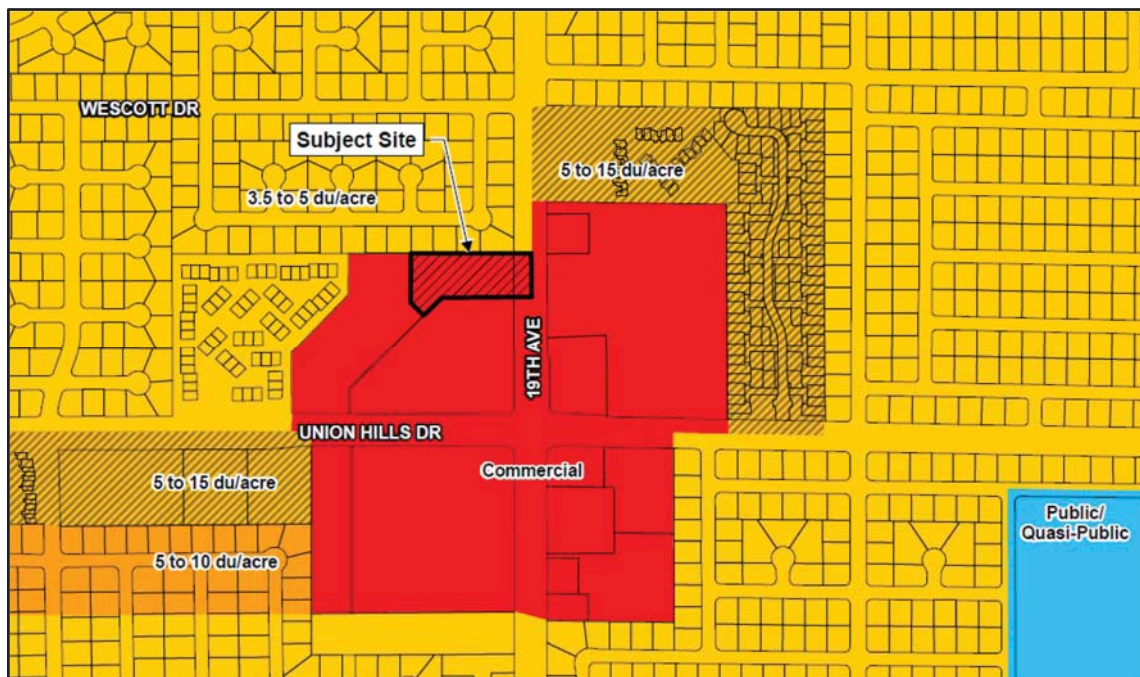 WESCOTT DR
Subject Site
5 to 15 du/acre
3.5 to 5 du/acre
19TH AVE
UNION HILLS DR
Commercial
5 to 15 du/acre
Public/
Quasi-Public
5 to 10 du/acre